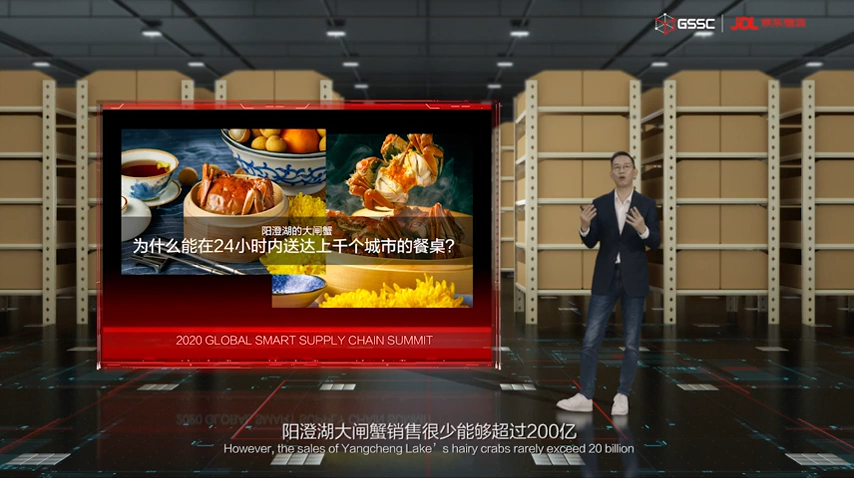 GSSC
JDL 京东物流
阳澄湖的大闸蟹
为什么能在24小时内送达上千个城市的餐桌?
2020 GLOBAL SMART SUPPLY CHAIN SUMMIT
阳澄湖大闸蟹销售很少能够超过200亿
However, the sales of Yangcheng Lake's hairy crabs rarely exceed 20 billion